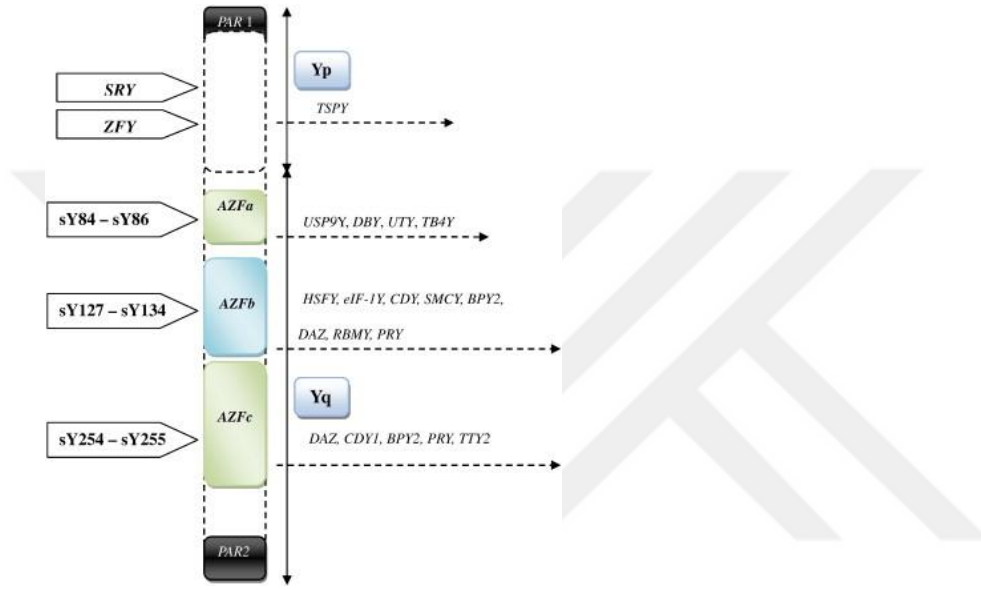 PAR 1
Yp
SRY
TSPY
ZFY
AZFa
sY84 – sY86
USP9Y, DBY, UTY, TB4Y
HSFY, eIF-1Y, CDY, SMCY, BPY2,
sY127 – sY134
AZFb
DAZ, RBMY, PRY
Yq
AZFc
sY254 – sY255
DAZ, CDY1, BPY2, PRY, TTY2
PAR2